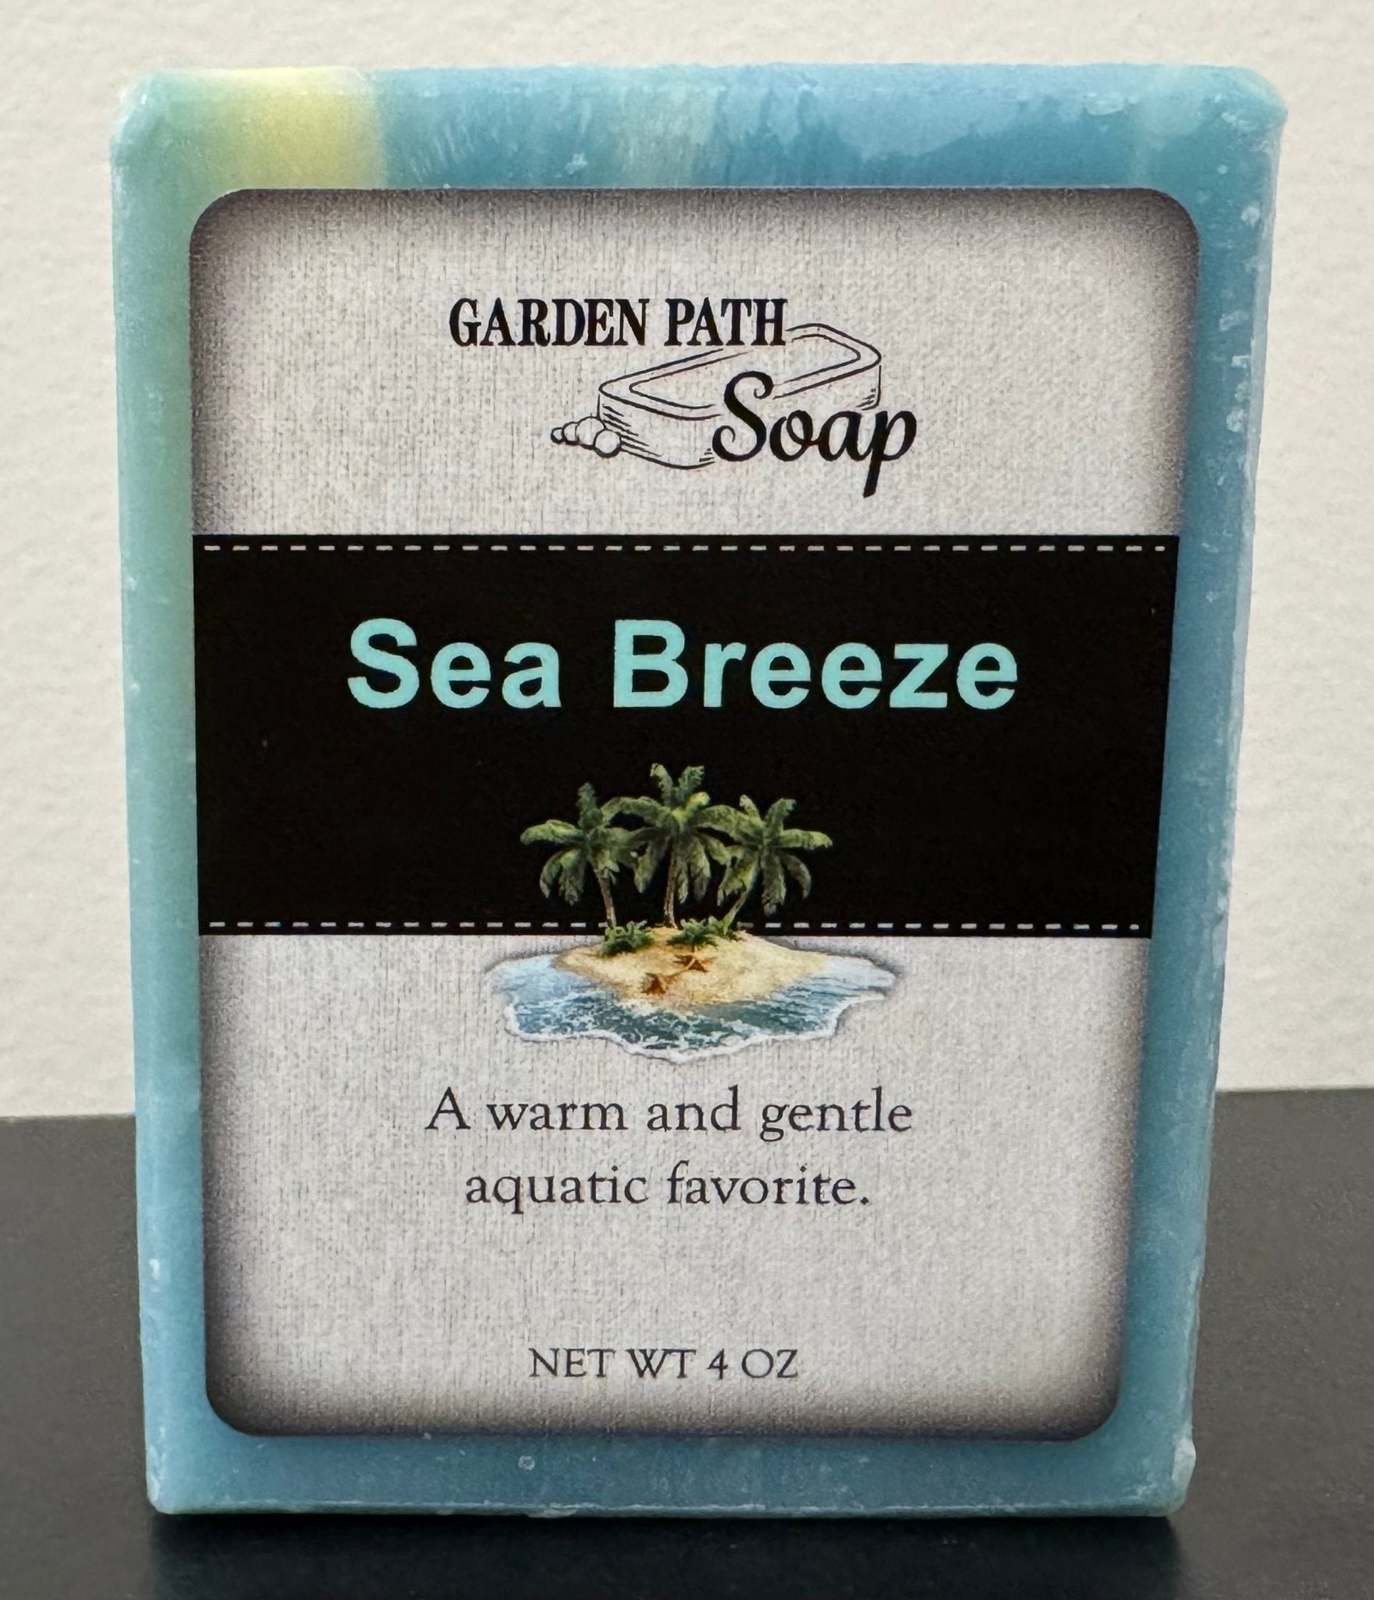 GARDEN PATH
Soap
Sea Breeze
A warm and gentle
aquatic favorite.
NET WT 4 OZ